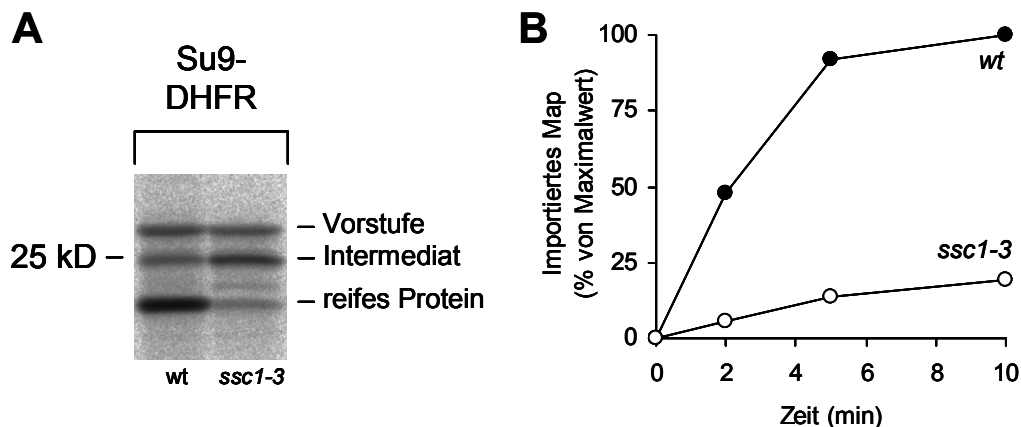 A
Su9-
DHFR
25 kD
Vorstufe
Intermediat
reifes Protein
wt ssc1-3
B
Importiertes Map
(% von Maximalwert)
100
75
50
25
0
wt
ssc1-3
0 2 4 6 8 10
Zeit (min)